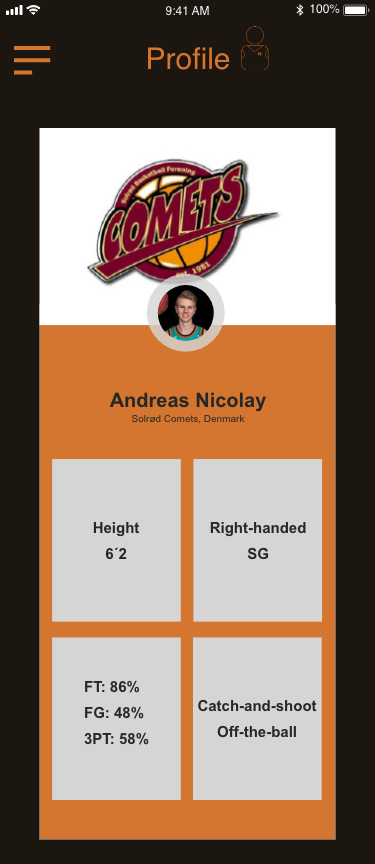 9:41 AM
100%
Profile
Solrød Basketball Forening
COMETS
est. 1981
Andreas Nicolay
Solrød Comets, Denmark
Height
6´2
Right-handed
SG
FT: 86%
FG: 48%
3PT: 58%
Catch-and-shoot
Off-the-ball